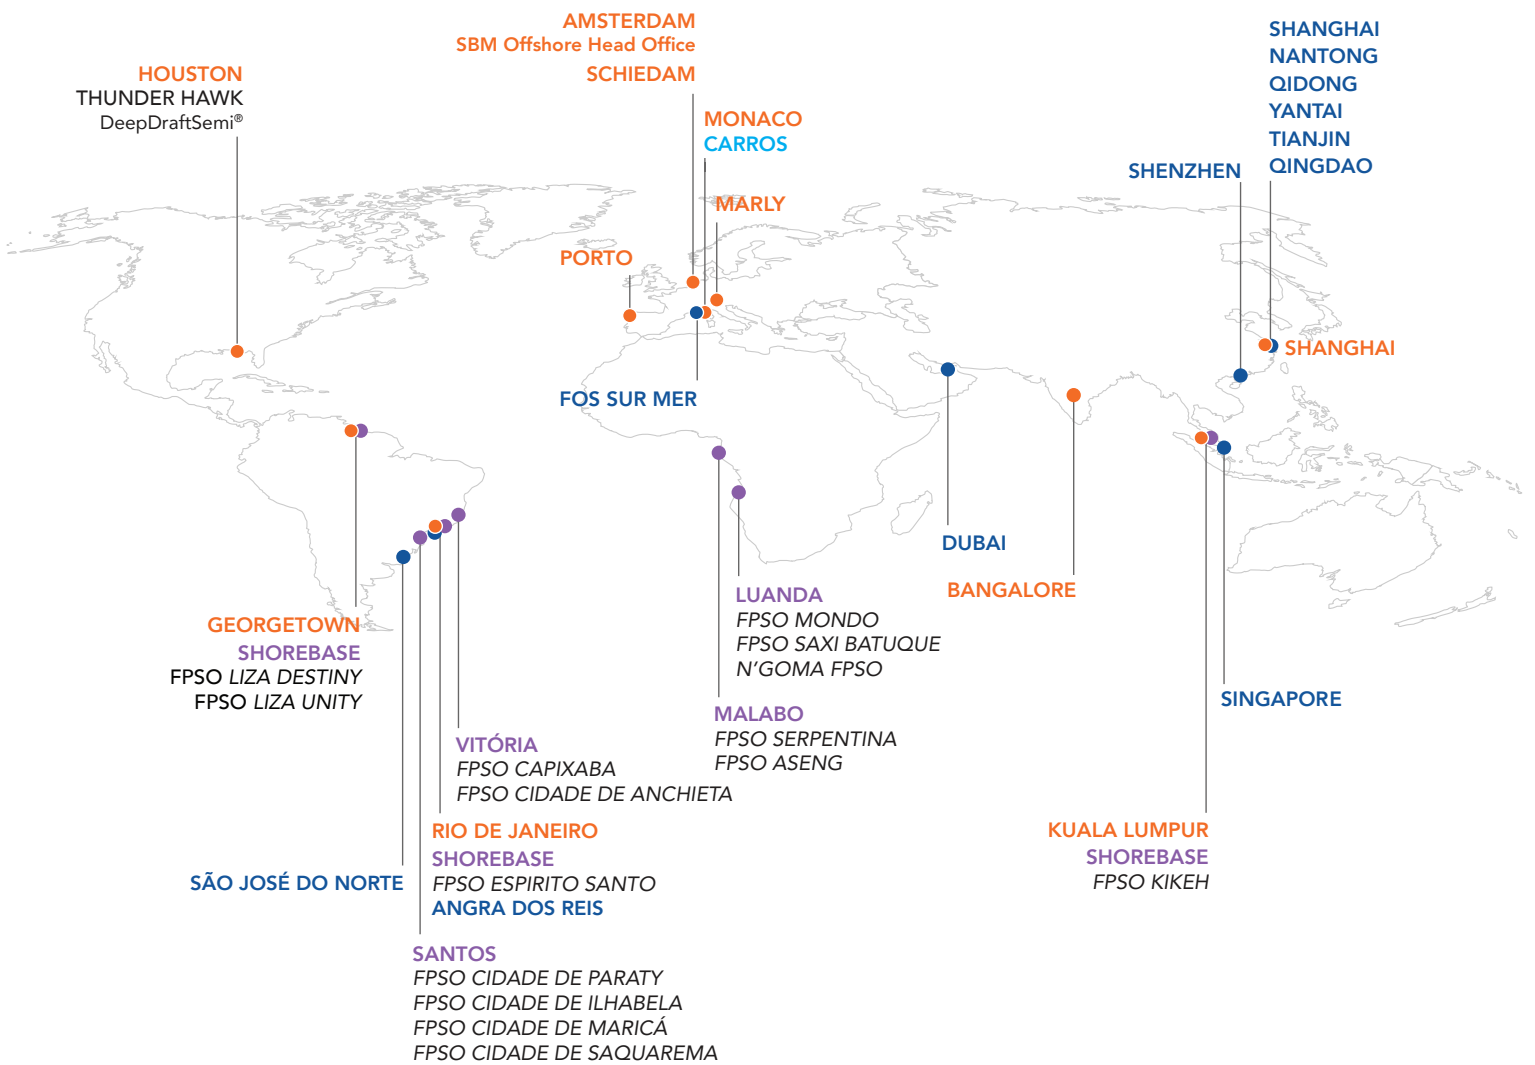 AMSTERDAM
SBM Offshore Head Office
SCHIEDAM
HOUSTON
THUNDER HAWK
DeepDraftSemi®
MONACO
CARROS
MARLY
PORTO
FOS SUR MER
SHANGHAI
NANTONG
QIDONG
YANTAI
TIANJIN
QINGDAO
SHENZHEN
SHANGHAI
DUBAI
BANGALORE
SINGAPORE
GEORGETOWN
SHOREBASE
FPSO LIZA DESTINY
FPSO LIZA UNITY
LUANDA
FPSO MONDO
FPSO SAXI BATUQUE
N’GOMA FPSO
MALABO
FPSO SERPENTINA
FPSO ASENG
VITÓRIA
FPSO CAPIXABA
FPSO CIDADE DE ANCHIETA
RIO DE JANEIRO
SHOREBASE
FPSO ESPIRITO SANTO
ANGRA DOS REIS
SÃO JOSÉ DO NORTE
SANTOS
FPSO CIDADE DE PARATY
FPSO CIDADE DE ILHABELA
FPSO CIDADE DE MARICÁ
FPSO CIDADE DE SAQUAREMA
KUALA LUMPUR
SHOREBASE
FPSO KIKEH